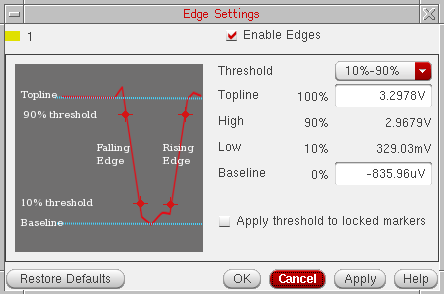 Edge Settings
1
Enable Edges
Threshold 10%-90%
Topline 100% 3.2978V
High 90% 2.9679V
Low 10% 329.03mV
Baseline 0% -835.96uV
Topline
90% threshold
Falling Rising
Edge Edge
10% threshold
Baseline
Apply threshold to locked markers
Restore Defaults OK Cancel Apply Help